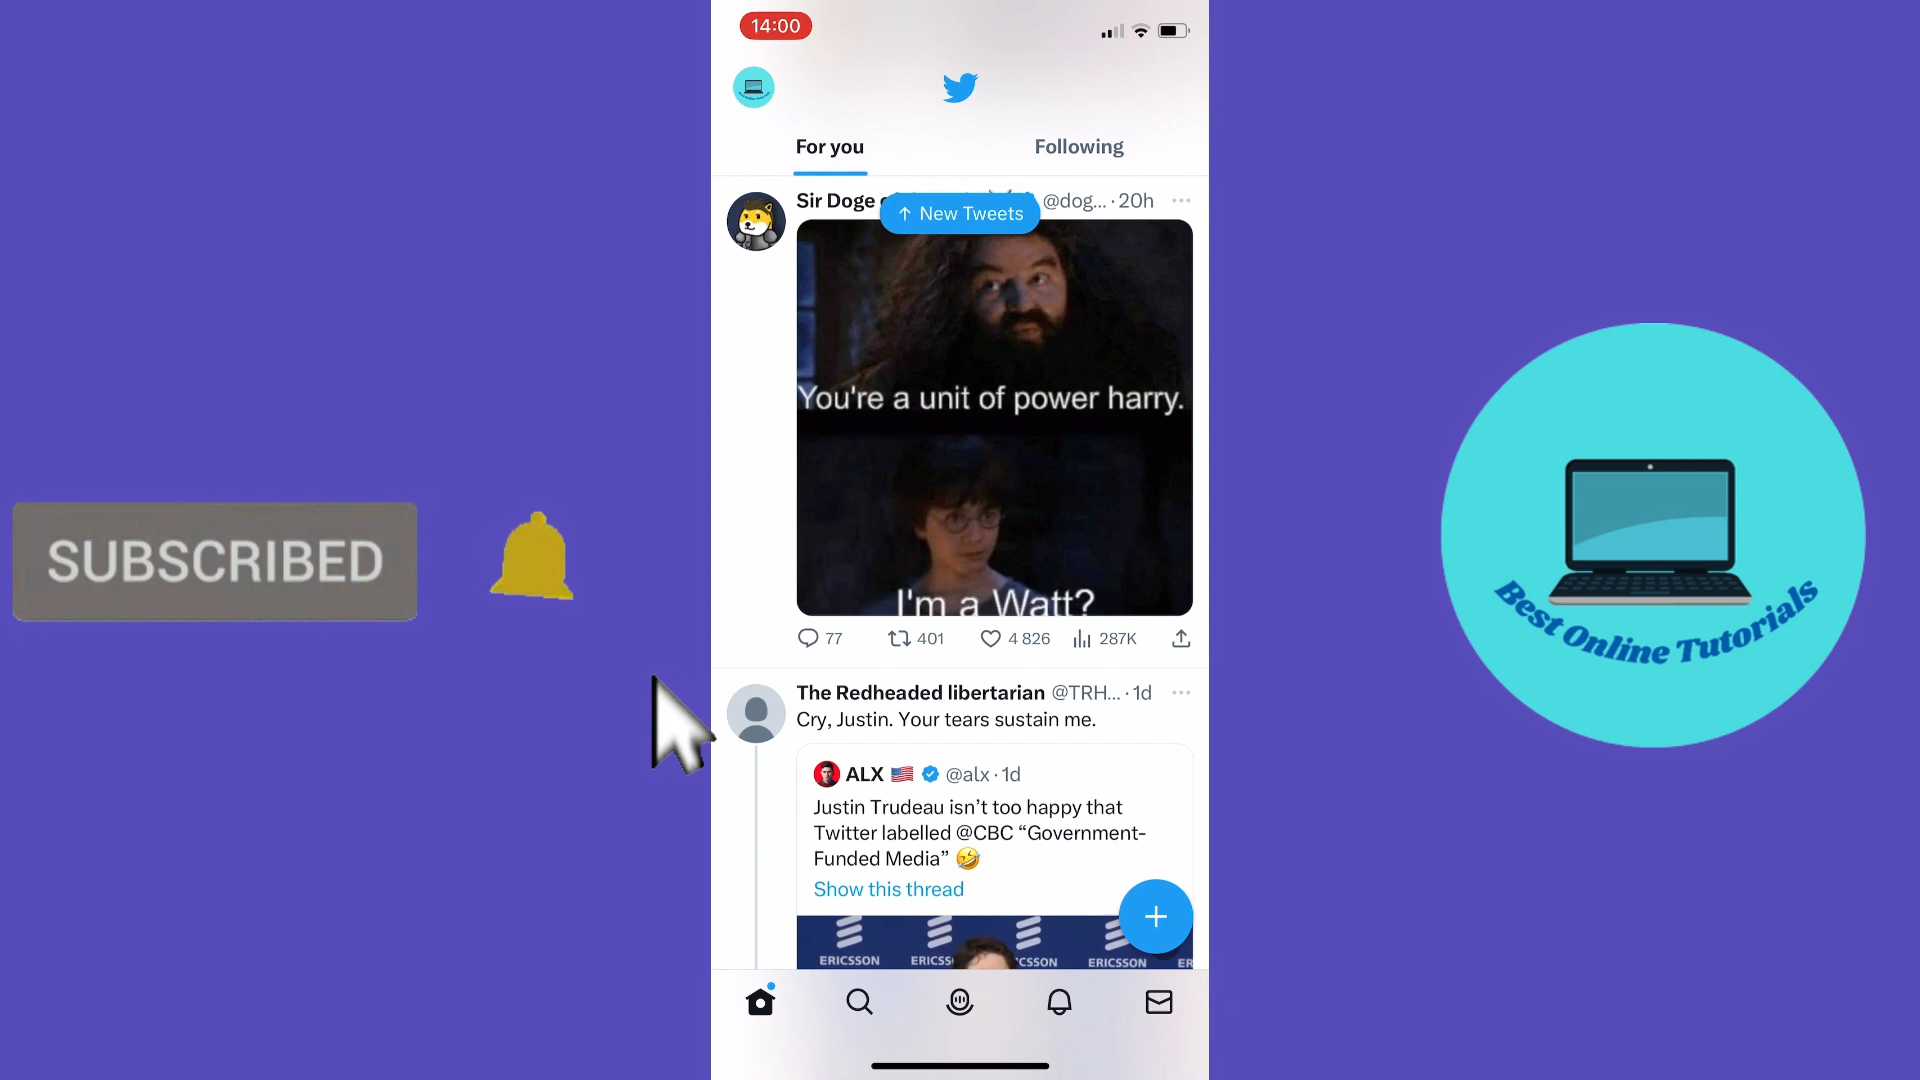 14:00
For you
Following
Sir Doge
@dog... · 20h
↑ New Tweets
You're a unit of power harry.
I'm a Watt?
77
401
4 826
287K
The Redheaded libertarian @TRH... · 1d
Cry, Justin. Your tears sustain me.
ALX 🇺🇸 @alx · 1d
Justin Trudeau isn’t too happy that
Twitter labelled @CBC “Government-
Funded Media” 🤣
Show this thread
ERICSSON
ERICSSON
ERICSSON
ERICSSON
SUBSCRIBED
Best Online Tutorials